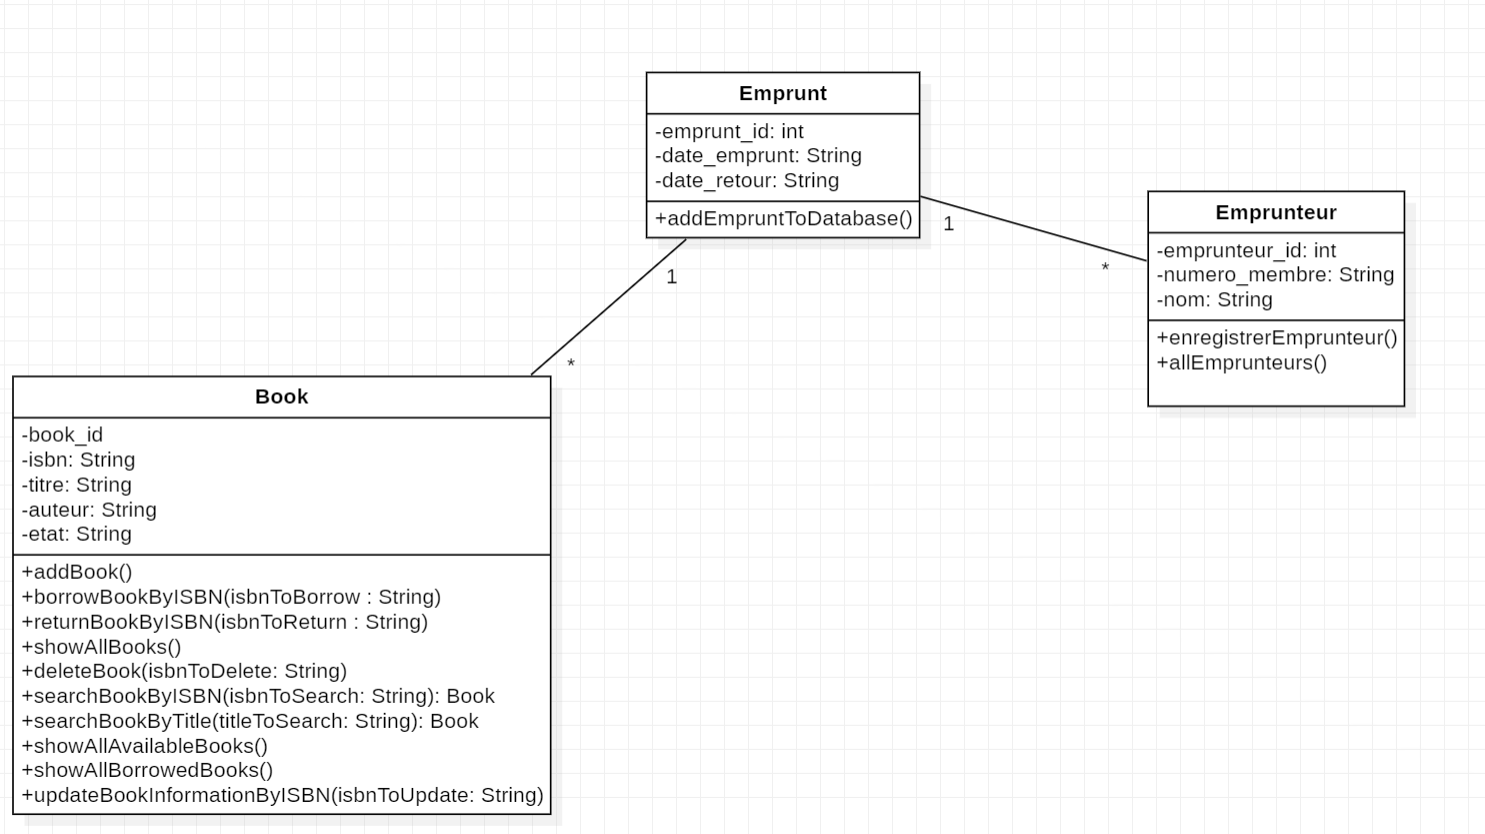 Emprunt
-emprunt_id: int
-date_emprunt: String
-date_retour: String
+addEmpruntToDatabase()
1
*
1
*
Emprunteur
-emprunteur_id: int
-numero_membre: String
-nom: String
+enregistrerEmprunteur()
+allEmprunteurs()
Book
-book_id
-isbn: String
-titre: String
-auteur: String
-etat: String
+addBook()
+borrowBookByISBN(isbnToBorrow : String)
+returnBookByISBN(isbnToReturn : String)
+showAllBooks()
+deleteBook(isbnToDelete: String)
+searchBookByISBN(isbnToSearch: String): Book
+searchBookByTitle(titleToSearch: String): Book
+showAllAvailableBooks()
+showAllBorrowedBooks()
+updateBookInformationByISBN(isbnToUpdate: String)